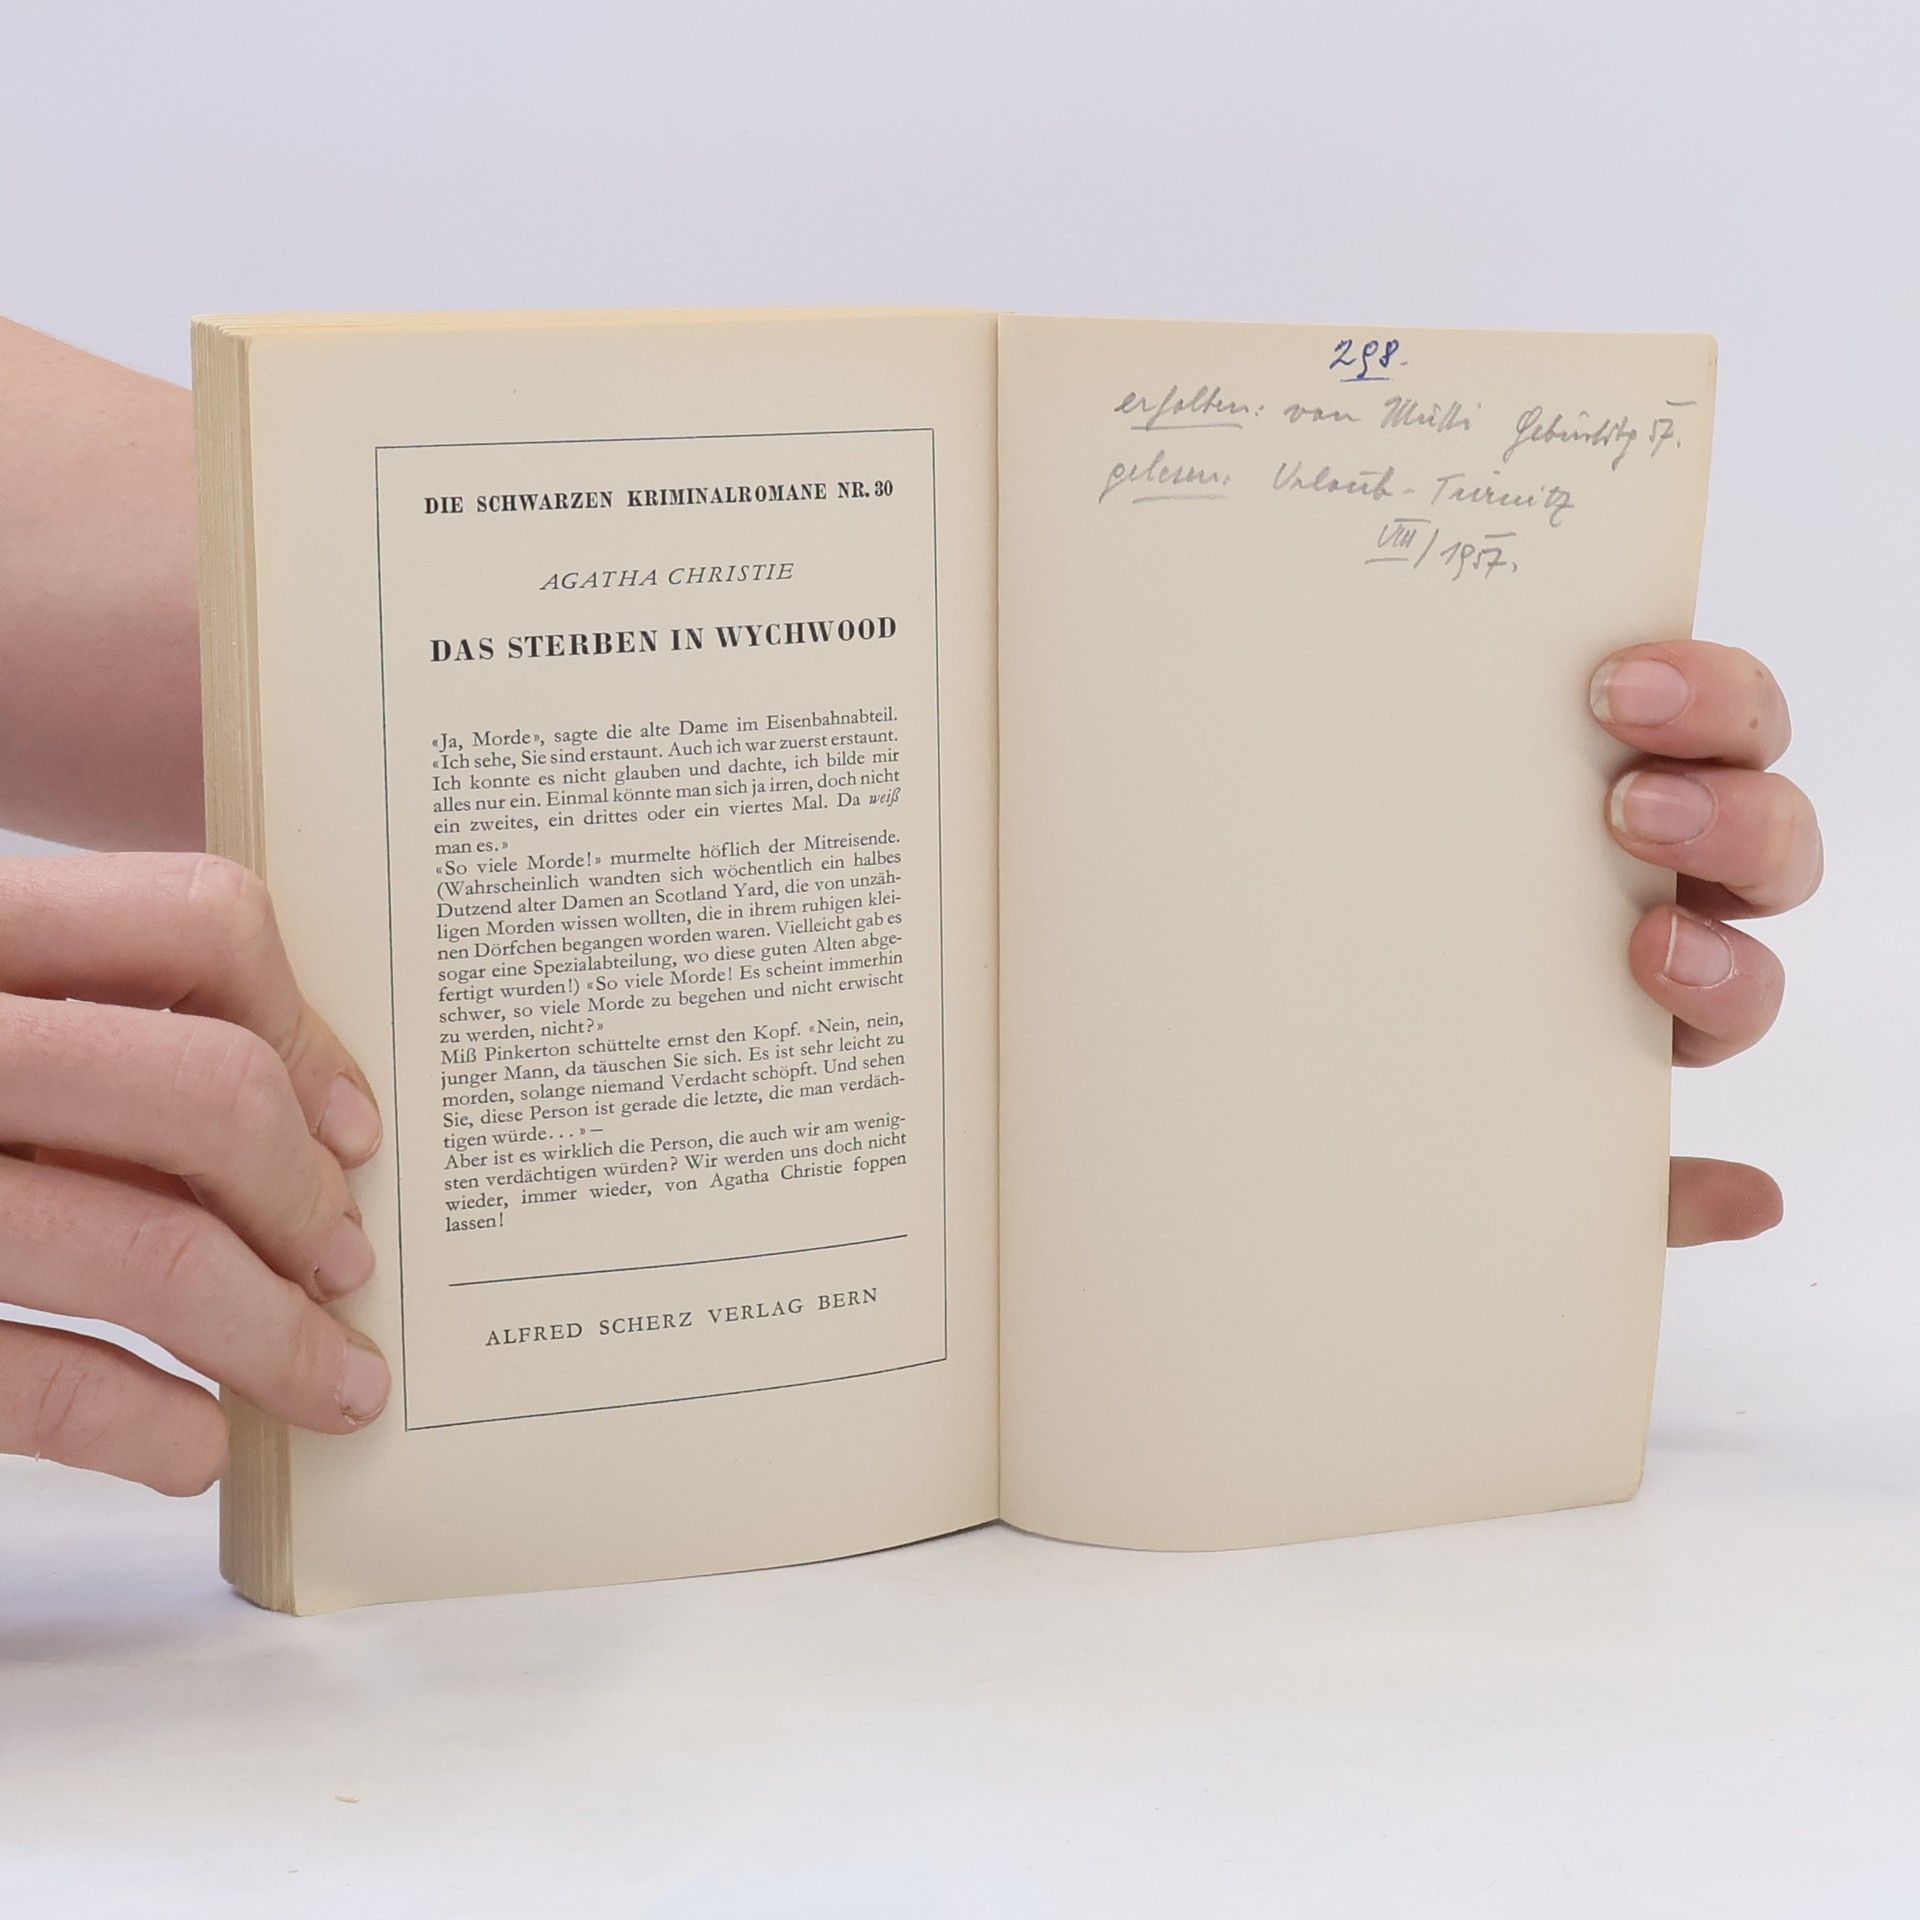 DIE SCHWARZEN KRIMINALROMANE NR. 30
AGATHA CHRISTIE
DAS STERBEN IN WYCHWOOD
«Ja, Morde», sagte die alte Dame im Eisenbahnabteil.
«Ich sehe, Sie sind erstaunt. Auch ich war zuerst erstaunt.
Ich konnte es nicht glauben und dachte, ich bilde mir
alles nur ein. Einmal könnte man sich ja irren, doch nicht
ein zweites, ein drittes oder ein viertes Mal. Da weiß
man es.»
«So viele Morde!» murmelte höflich der Mitreisende.
(Wahrscheinlich wandten sich wöchentlich ein halbes
Dutzend alter Damen an Scotland Yard, die von unzäh-
ligen Morden wissen wollten, die in ihrem ruhigen klei-
nen Dörfchen begangen worden waren. Vielleicht gab es
sogar eine Spezialabteilung, wo diese guten Alten abge-
fertigt wurden!) «So viele Morde! Es scheint immerhin
schwer, so viele Morde zu begehen und nicht erwischt
zu werden, nicht?»
Miß Pinkerton schüttelte ernst den Kopf. «Nein, nein,
junger Mann, da täuschen Sie sich. Es ist sehr leicht zu
morden, solange niemand Verdacht schöpft. Und sehen
Sie, diese Person ist gerade die letzte, die man verdäch-
tigen würde...» –
Aber ist es wirklich die Person, die auch wir am wenig-
sten verdächtigen würden? Wir werden uns doch nicht
wieder, immer wieder, von Agatha Christie foppen
lassen!
ALFRED SCHERZ VERLAG BERN
298.
erhalten: von Mutti Geburtstg 57.
gelesen: Urlaub - Türnitz
VIII / 1957.